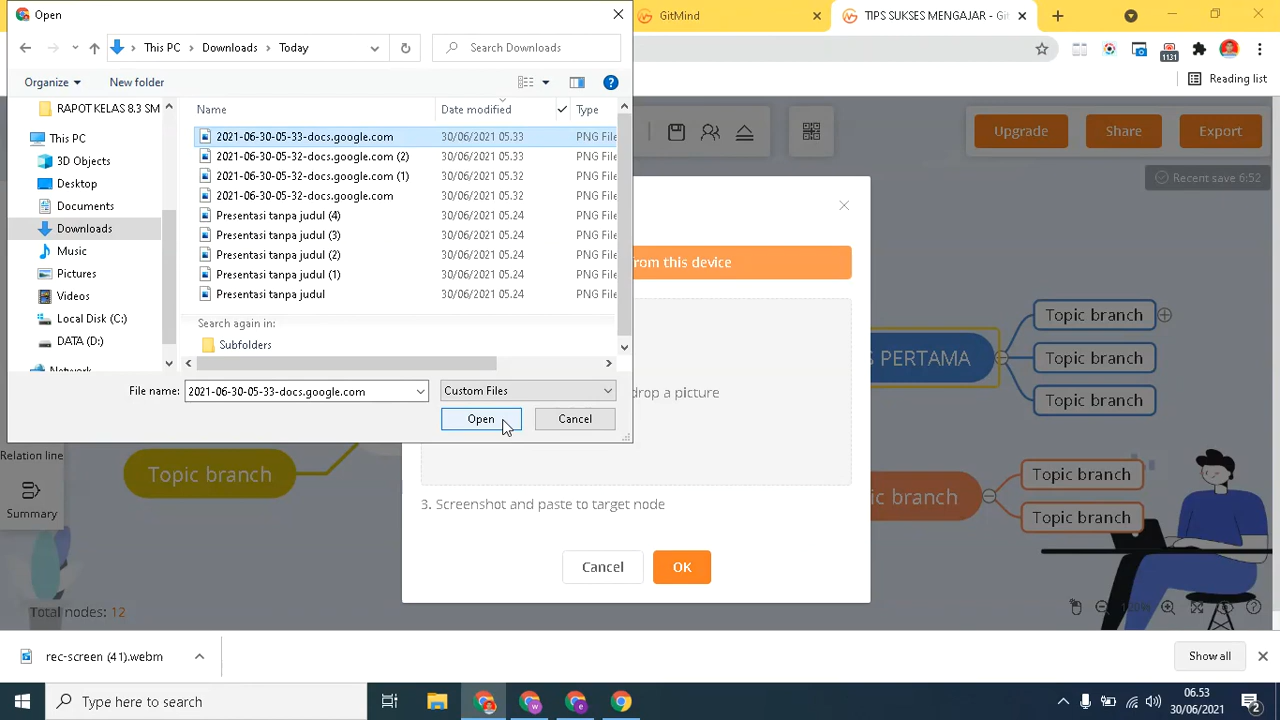 Open
GitMind
TIPS SUKSES MENGAJAR - Gi
This PC
Downloads
Today
Search Downloads
1131
Reading list
Organize
New folder
RAPOT KELAS 8.3 SM
Name
Date modified
Type
This PC
3D Objects
Desktop
Documents
Downloads
Music
Pictures
Videos
Local Disk (C:)
DATA (D:)
Network
2021-06-30-05-33-docs.google.com 30/06/2021 05.33 PNG File
2021-06-30-05-32-docs.google.com (2) 30/06/2021 05.33 PNG File
2021-06-30-05-32-docs.google.com (1) 30/06/2021 05.32 PNG File
2021-06-30-05-32-docs.google.com 30/06/2021 05.32 PNG File
Presentasi tanpa judul (4) 30/06/2021 05.24 PNG File
Presentasi tanpa judul (3) 30/06/2021 05.24 PNG File
Presentasi tanpa judul (2) 30/06/2021 05.24 PNG File
Presentasi tanpa judul (1) 30/06/2021 05.24 PNG File
Presentasi tanpa judul 30/06/2021 05.24 PNG File
Search again in:
Subfolders
File name:
2021-06-30-05-33-docs.google.com
Custom Files
Open
Cancel
Upgrade
Share
Export
Recent save 6:52
from this device
drop a picture
3. Screenshot and paste to target node
Cancel
OK
PERTAMA
Topic branch
Topic branch
Topic branch
ic branch
Topic branch
Topic branch
Relation line
Topic branch
Summary
Total nodes: 12
rec-screen (41).webm
Show all
Type here to search
06.53
30/06/2021
2